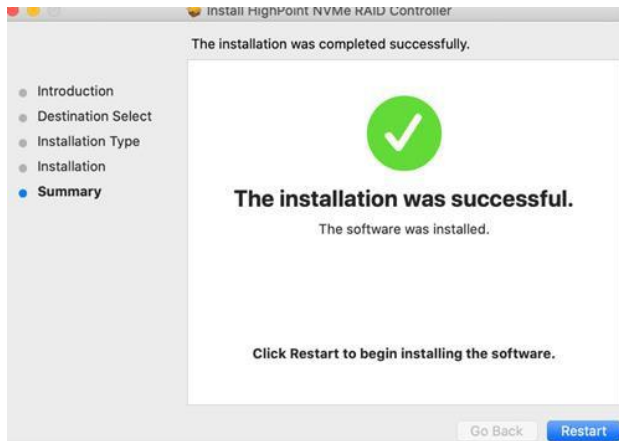 Install HighPoint NVMe RAID Controller
The installation was completed successfully.
Introduction
Destination Select
Installation Type
Installation
Summary
The installation was successful.
The software was installed.
Click Restart to begin installing the software.
Go Back
Restart